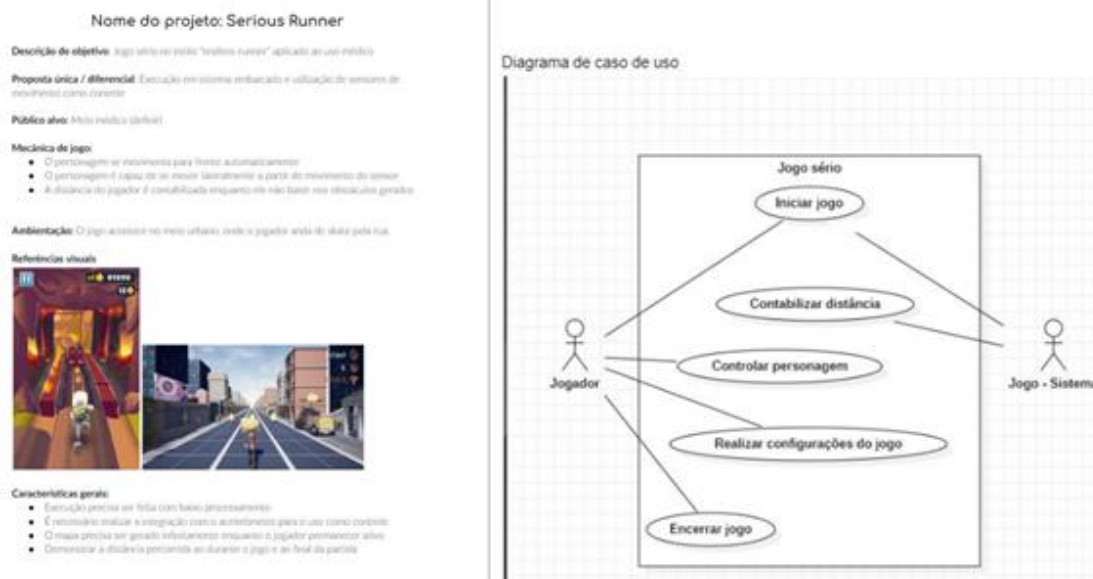 Nome do projeto: Serious Runner
Descrição do objetivo: Jogo sério no estilo "endless runner" aplicado ao uso médico
Proposta única / diferencial: Execução em sistema embarcado e utilização de sensores de
movimento como controle
Público alvo: Meio médico (definir)
Mecânica de jogo:
● O personagem se movimenta para frente automaticamente
● O personagem é capaz de se mover lateralmente a partir do movimento do sensor
● A distância do jogador é contabilizada enquanto ele não bater nos obstáculos gerados
Ambientação: O jogo acontece no meio urbano, onde o jogador anda de skate pela rua.
Referências visuais
Características gerais:
● Execução precisa ser feita com baixo processamento
● É necessário realizar a integração com o acelerômetro para o uso como controle
● O mapa precisa ser gerado infinitamente enquanto o jogador permanecer ativo
● Demonstrar a distância percorrida ao durante o jogo e ao final da partida
Diagrama de caso de uso
Jogo sério
Iniciar jogo
Contabilizar distância
Controlar personagem
Jogador
Jogo - Sistema
Realizar configurações do jogo
Encerrar jogo